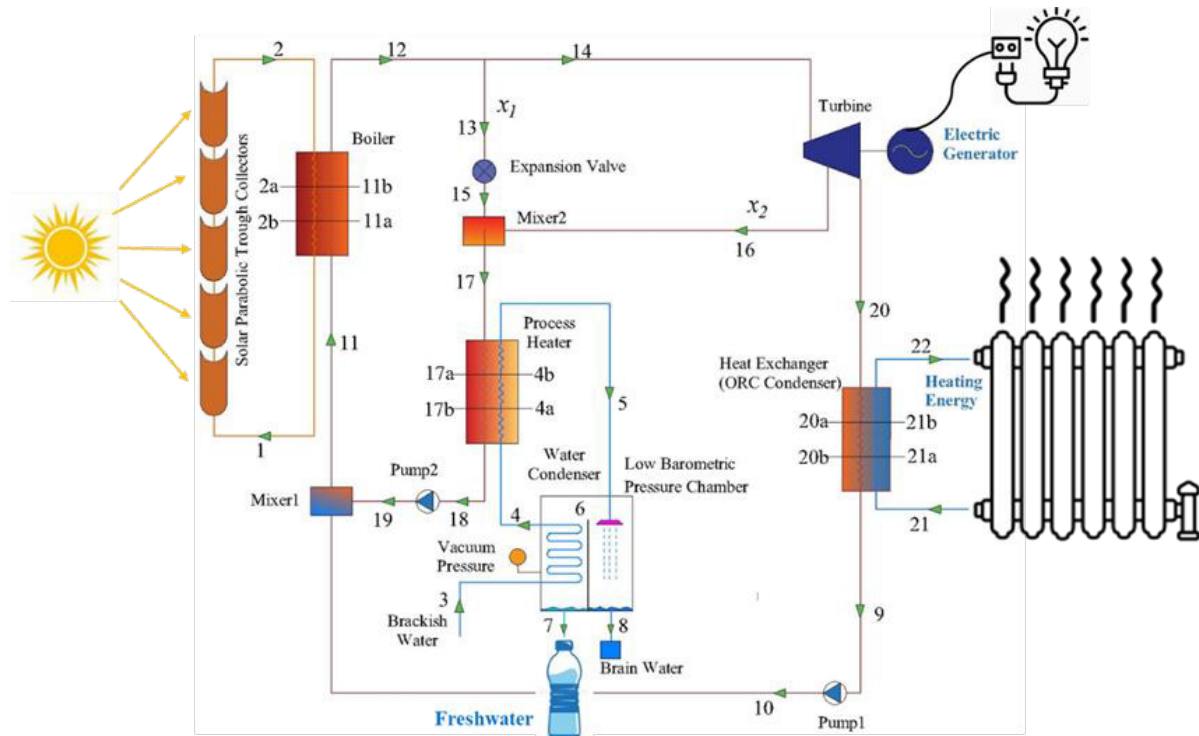 2
12
14
Turbine
x₁
13
Electric
Generator
Solar Parabolic Trough Collectors
Boiler
Expansion Valve
2a
11b
15
2b
11a
Mixer2
x₂
16
17
20
11
Process
Heater
22
Heat Exchanger
(ORC Condenser)
Heating
Energy
17a
4b
5
17b
4a
20a
21b
1
20b
21a
Water
Condenser
Low Barometric
Pressure Chamber
Pump2
Mixer1
19
18
4
6
21
Vacuum
Pressure
3
Brackish
Water
7
8
9
Brain Water
10
Freshwater
Pump1